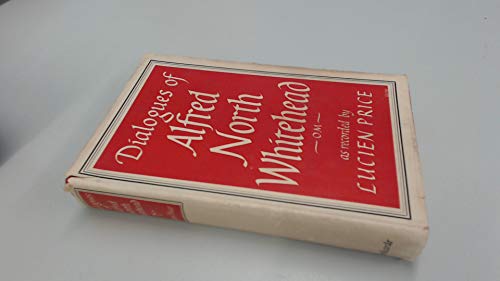 Dialogues of
Alfred
North
Whitehead
OM
as recorded by
LUCIEN PRICE